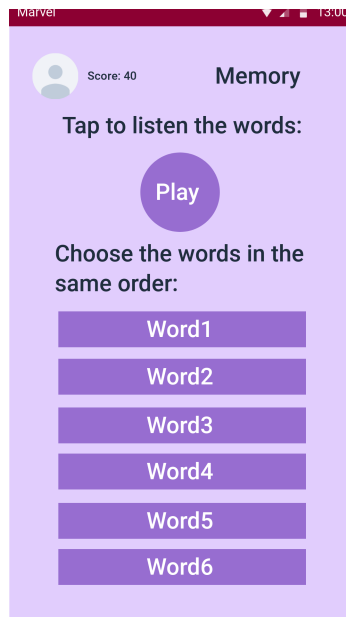 Marvel 13:00
Score: 40 Memory
Tap to listen the words:
Play
Choose the words in the
same order:
Word1
Word2
Word3
Word4
Word5
Word6